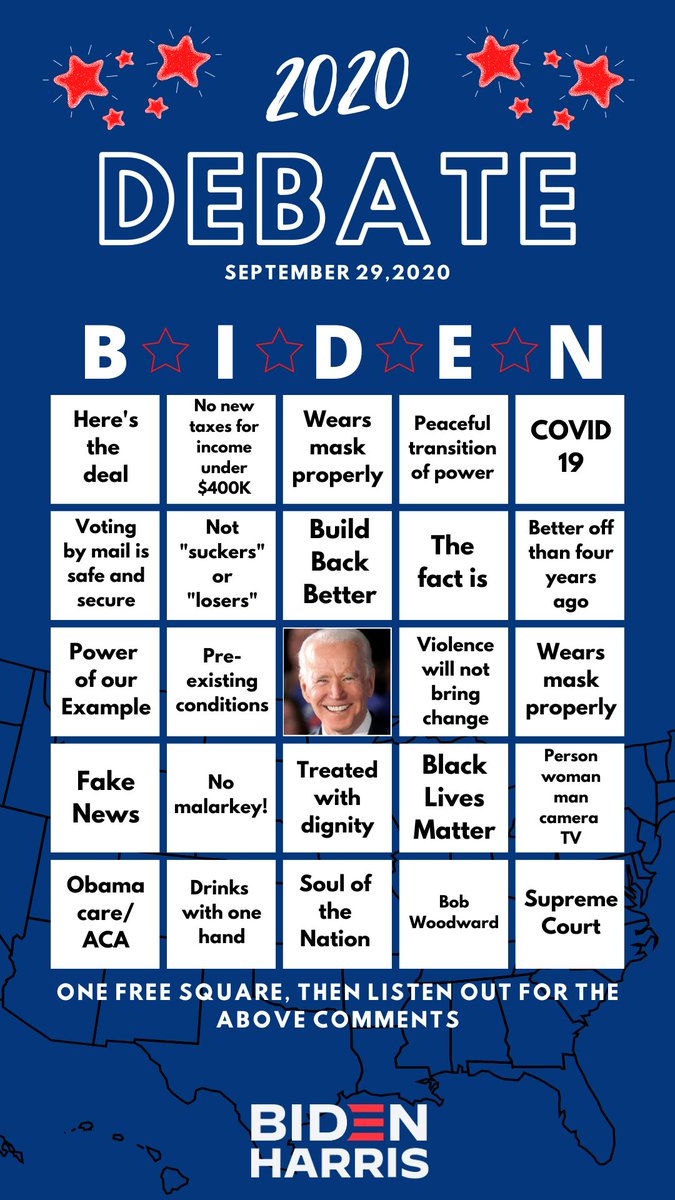 2020
DEBATE
SEPTEMBER 29,2020
B I D E N
Here's
the
deal
No new
taxes for
income
under
$400K
Wears
mask
properly
Peaceful
transition
of power
COVID
19
Voting
by mail is
safe and
secure
Not
"suckers"
or
"losers"
Build
Back
Better
The
fact is
Better off
than four
years
ago
Power
of our
Example
Pre-
existing
conditions
Violence
will not
bring
change
Wears
mask
properly
Fake
News
No
malarkey!
Treated
with
dignity
Black
Lives
Matter
Person
woman
man
camera
TV
Obama
care/
ACA
Drinks
with one
hand
Soul of
the
Nation
Bob
Woodward
Supreme
Court
ONE FREE SQUARE, THEN LISTEN OUT FOR THE
ABOVE COMMENTS
BIDEN
HARRIS